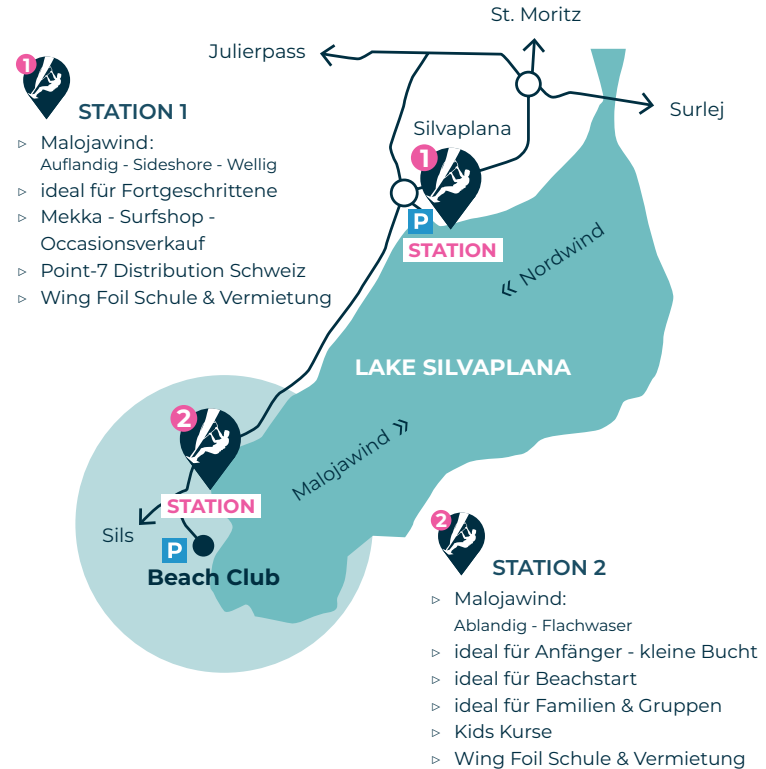 St. Moritz
Julierpass
Surlej
1
STATION 1
▹ Malojawind:
Auflandig - Sideshore - Wellig
▹ ideal für Fortgeschrittene
▹ Mekka - Surfshop -
Occasionsverkauf
▹ Point-7 Distribution Schweiz
▹ Wing Foil Schule & Vermietung
Silvaplana
1
P
STATION
« Nordwind
LAKE SILVAPLANA
Malojawind »
2
STATION
Sils
P
Beach Club
2
STATION 2
▹ Malojawind:
Ablandig - Flachwaser
▹ ideal für Anfänger - kleine Bucht
▹ ideal für Beachstart
▹ ideal für Familien & Gruppen
▹ Kids Kurse
▹ Wing Foil Schule & Vermietung